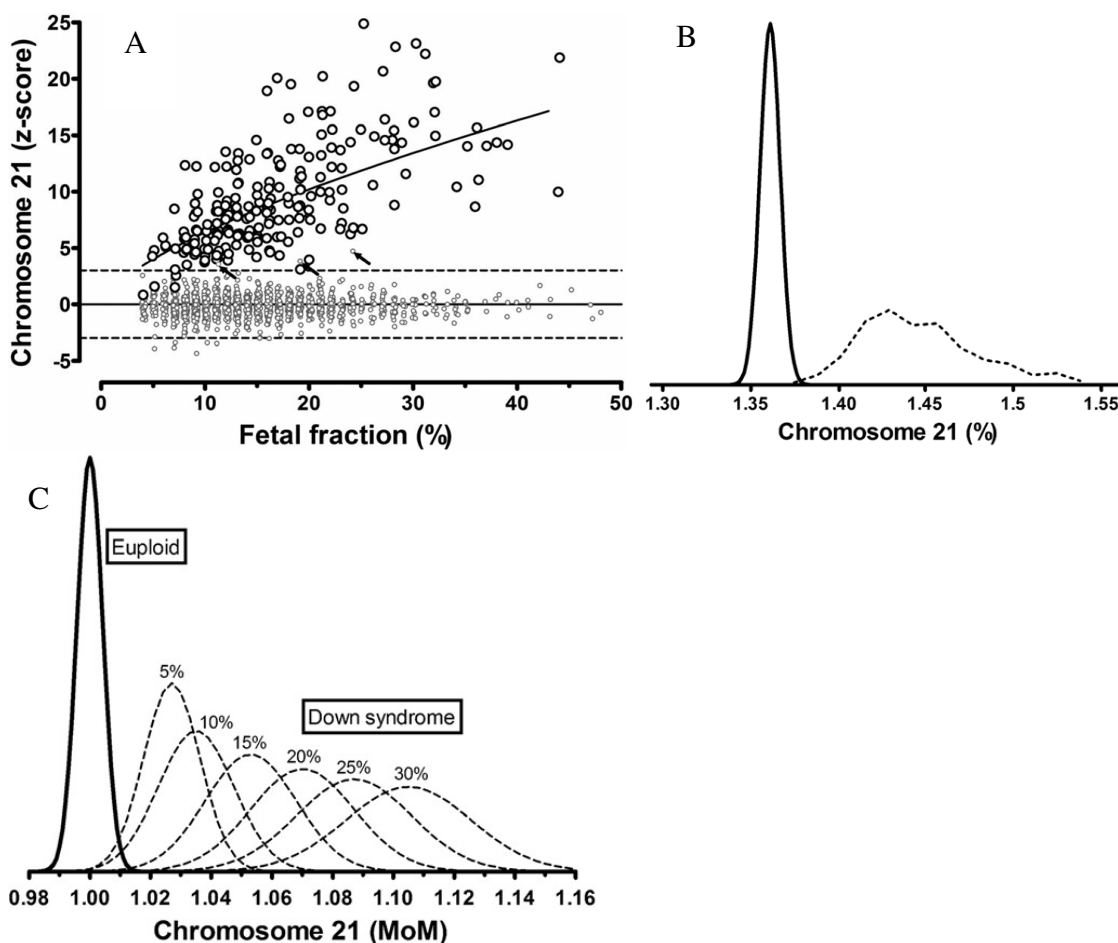 A
Chromosome 21 (z-score)
25
20
15
10
5
0
-5
0 10 20 30 40 50
Fetal fraction (%)
B
1.30 1.35 1.40 1.45 1.5 1.55
Chromosome 21 (%)
C
Euploid
Down syndrome
5%
10%
15%
20%
25%
30%
0.98 1.00 1.02 1.04 1.06 1.08 1.10 1.12 1.14 1.16
Chromosome 21 (MoM)